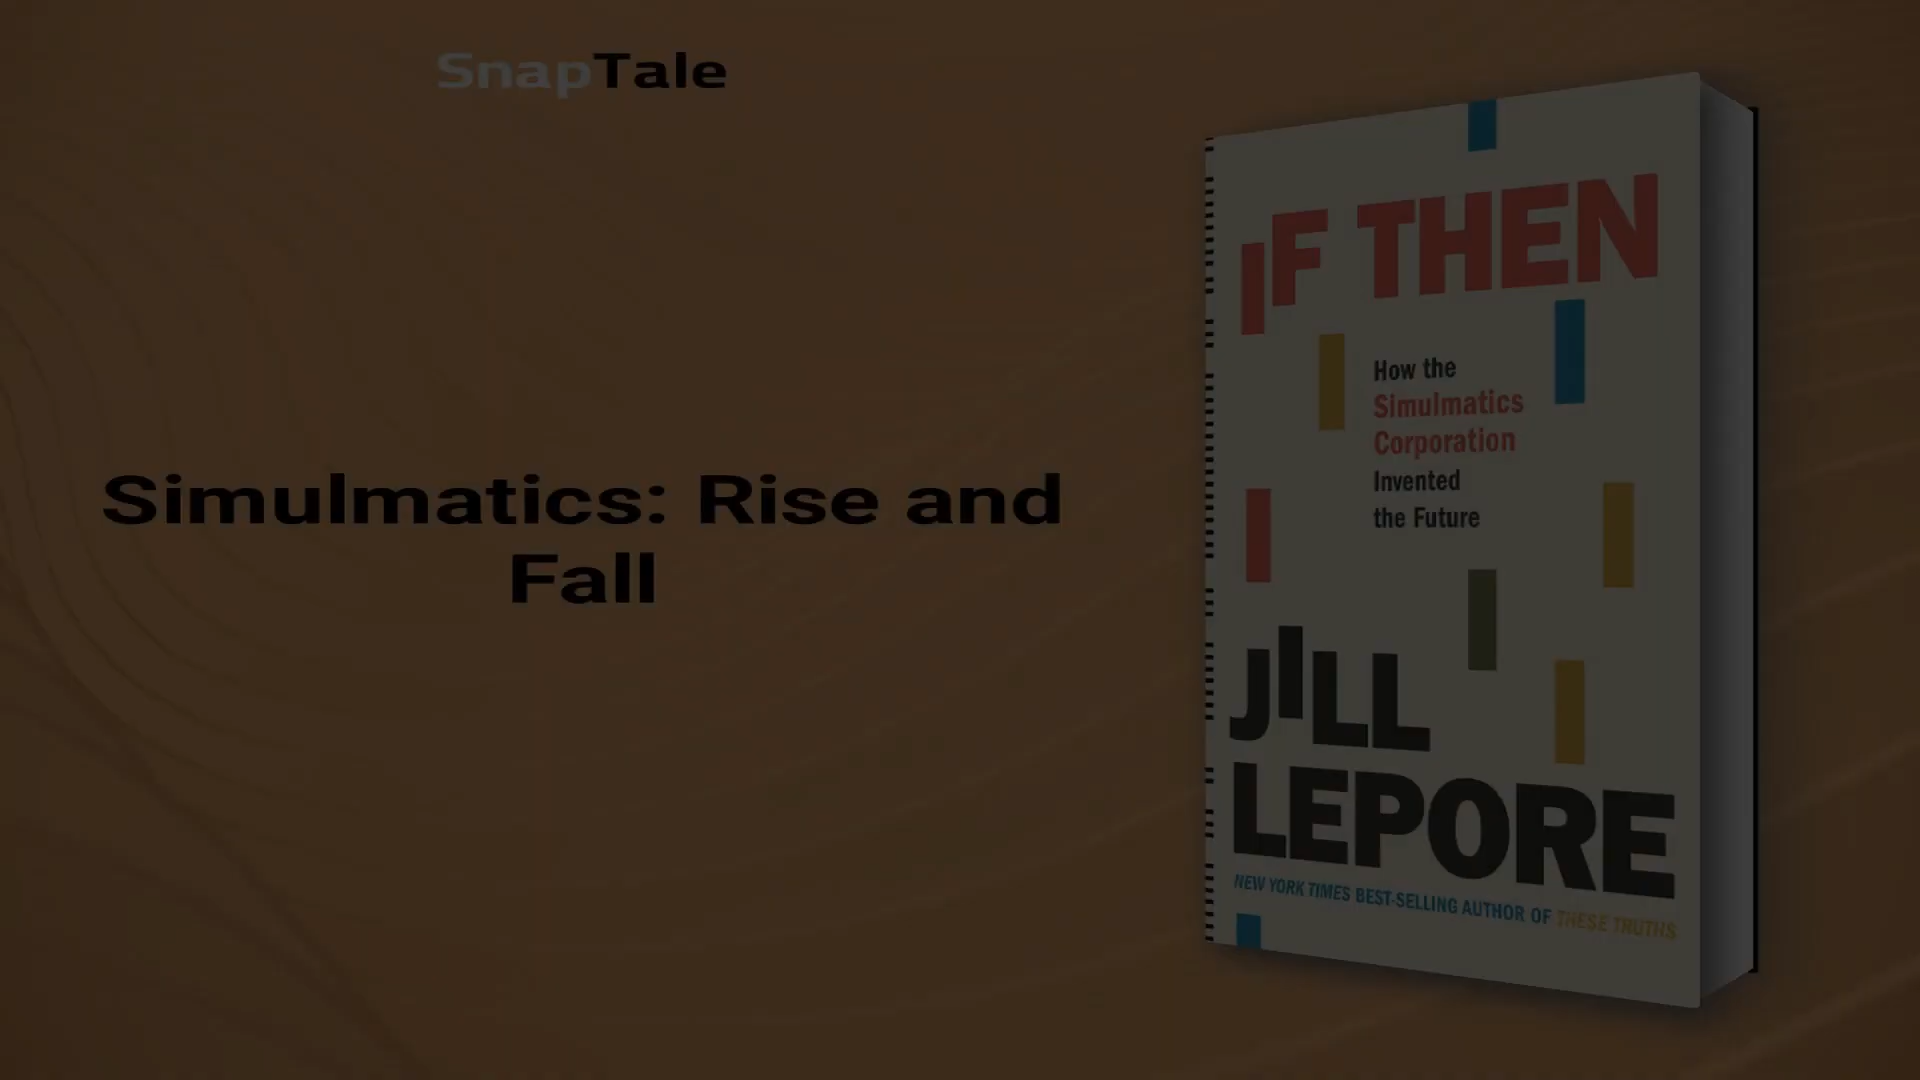 SnapTale
Simulmatics: Rise and
Fall
IF THEN
How the
Simulmatics
Corporation
Invented
the Future
JILL
LEPORE
NEW YORK TIMES BEST-SELLING AUTHOR OF THESE TRUTHS